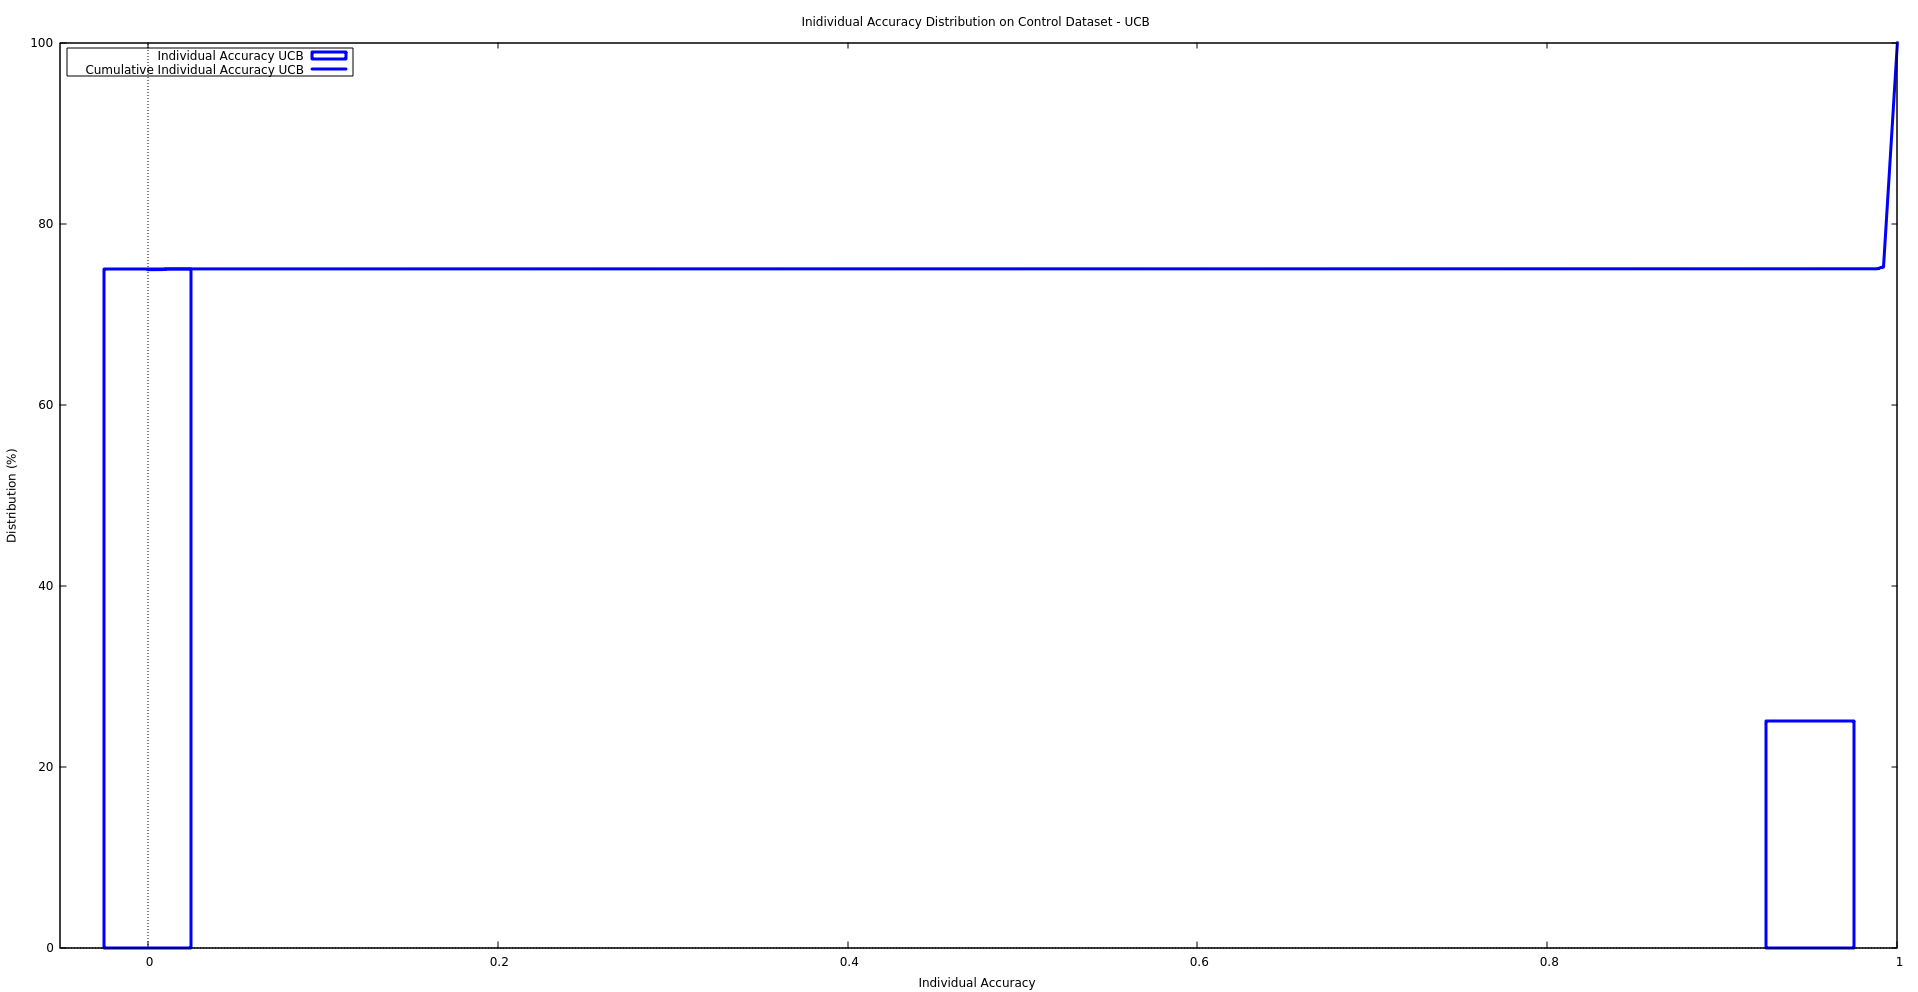 Inidividual Accuracy Distribution on Control Dataset - UCB
100
Individual Accuracy UCB
Cumulative Individual Accuracy UCB
80
60
Distribution (%)
40
20
0
0 0.2 0.4 0.6 0.8 1
Individual Accuracy